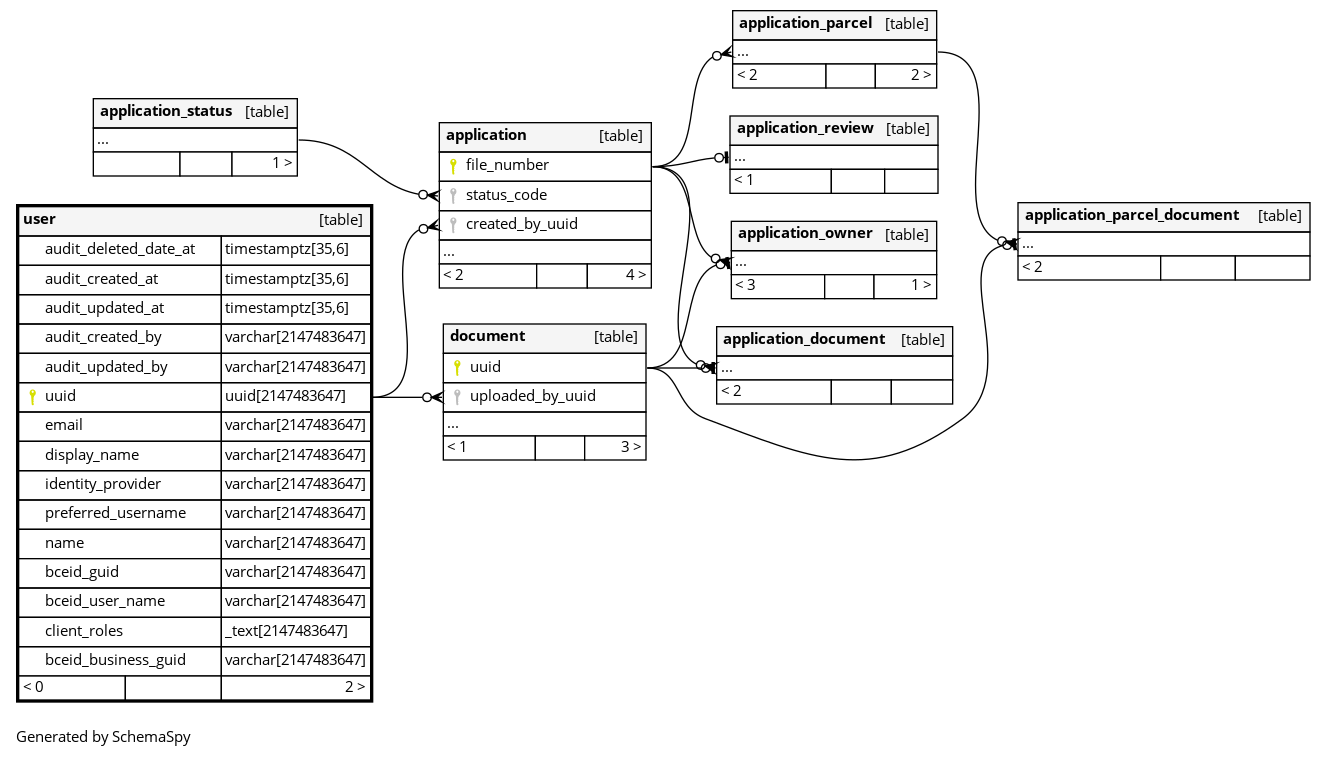 application_status [table]
...
1 >
user [table]
audit_deleted_date_at timestamptz[35,6]
audit_created_at timestamptz[35,6]
audit_updated_at timestamptz[35,6]
audit_created_by varchar[2147483647]
audit_updated_by varchar[2147483647]
uuid uuid[2147483647]
email varchar[2147483647]
display_name varchar[2147483647]
identity_provider varchar[2147483647]
preferred_username varchar[2147483647]
name varchar[2147483647]
bceid_guid varchar[2147483647]
bceid_user_name varchar[2147483647]
client_roles _text[2147483647]
bceid_business_guid varchar[2147483647]
< 0 2 >
application [table]
file_number
status_code
created_by_uuid
...
< 2 4 >
document [table]
uuid
uploaded_by_uuid
...
< 1 3 >
application_parcel [table]
...
< 2 2 >
application_review [table]
...
< 1
application_owner [table]
...
< 3 1 >
application_document [table]
...
< 2
application_parcel_document [table]
...
< 2
Generated by SchemaSpy